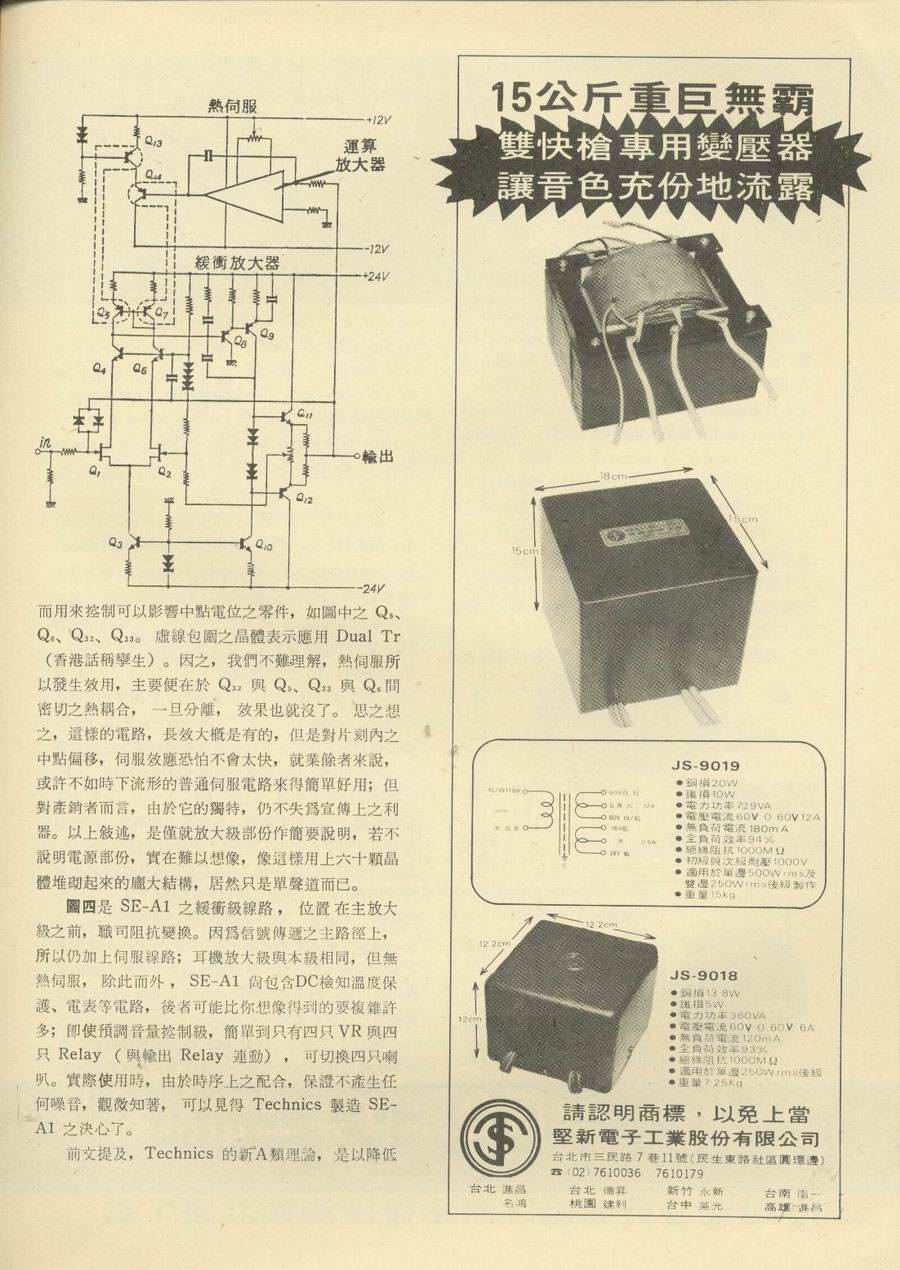 熱伺服
+12V
Q13
運算
放大器
Q14
-12V
緩衝放大器
+24V
Q5
Q7
Q8
Q9
Q4
Q6
Q11
in
輸出
Q1
Q2
Q12
Q3
Q10
-24V
而用來控制可以影響中點電位之零件，如圖中之 Q₅、
Q₆、Q₃₂、Q₃₃。虛線包圍之晶體表示應用 Dual Tr
（香港話稱孿生）。因之，我們不難理解，熱伺服所
以發生效用，主要便在於 Q₃₂ 與 Q₅、Q₃₃ 與 Q₆ 間
密切之熱耦合，一旦分離，效果也就沒了。思之想
之，這樣的電路，長效大概是有的，但是對片刻內之
中點偏移，伺服效應恐怕不會太快，就業餘者來說，
或許不如時下流形的普通伺服電路來得簡單好用；但
對產銷者而言，由於它的獨特，仍不失爲宣傳上之利
器。以上敍述，是僅就放大級部份作簡要說明，若不
說明電源部份，實在難以想像，像這樣用上六十顆晶
體堆砌起來的龐大結構，居然只是單聲道而已。
圖四是 SE-A1 之緩衝級線路，位置在主放大
級之前，職司阻抗變換。因爲信號傳遞之主路徑上，
所以仍加上伺服線路；耳機放大級與本級相同，但無
熱伺服，除此而外，SE-A1 尙包含DC檢知溫度保
護、電表等電路，後者可能比你想像得到的要複雜許
多；卽使預調音量控制級，簡單到只有四只 VR 與四
只 Relay （與輸出 Relay 連動），可切換四只喇
叭。實際使用時，由於時序上之配合，保證不產生任
何噪音，觀微知著，可以見得 Technics 製造 SE-
A1 之決心了。
前文提及，Technics 的新A類理論，是以降低
15公斤重巨無霸
雙快槍專用變壓器
讓音色充份地流露
18cm
15cm
15cm
JS-9019
●銅損20W
●鐵損10W
●電力功率729VA
●電壓電流60V 0 60V 12A
●無負荷電流180mA
●全負荷效率94%
●絕緣阻抗1000MΩ
●初級與次級耐壓1000V
●適用於單邊500Wrms及
雙邊250Wrms後級製作
●重量15kg
60V白/紅
12A
18V藍
12.2cm
12.2cm
12cm
JS-9018
●銅損13.8W
●鐵損5W
●電力功率360VA
●電壓電流60V 0 60V 6A
●無負荷電流120mA
●全負荷效率93%
●絕緣阻抗1000MΩ
●適用於單邊250Wrms後級
●重量7.25Kg
JS
請認明商標，以免上當
堅新電子工業股份有限公司
台北市三民路7巷11號(民生東路社區圓環邊)
☎(02)7610036 7610179
台北 進昌 台北 德昇 新竹 永新 台南 南一
名鴻 桃園 建利 台中 英光 高雄 進昌